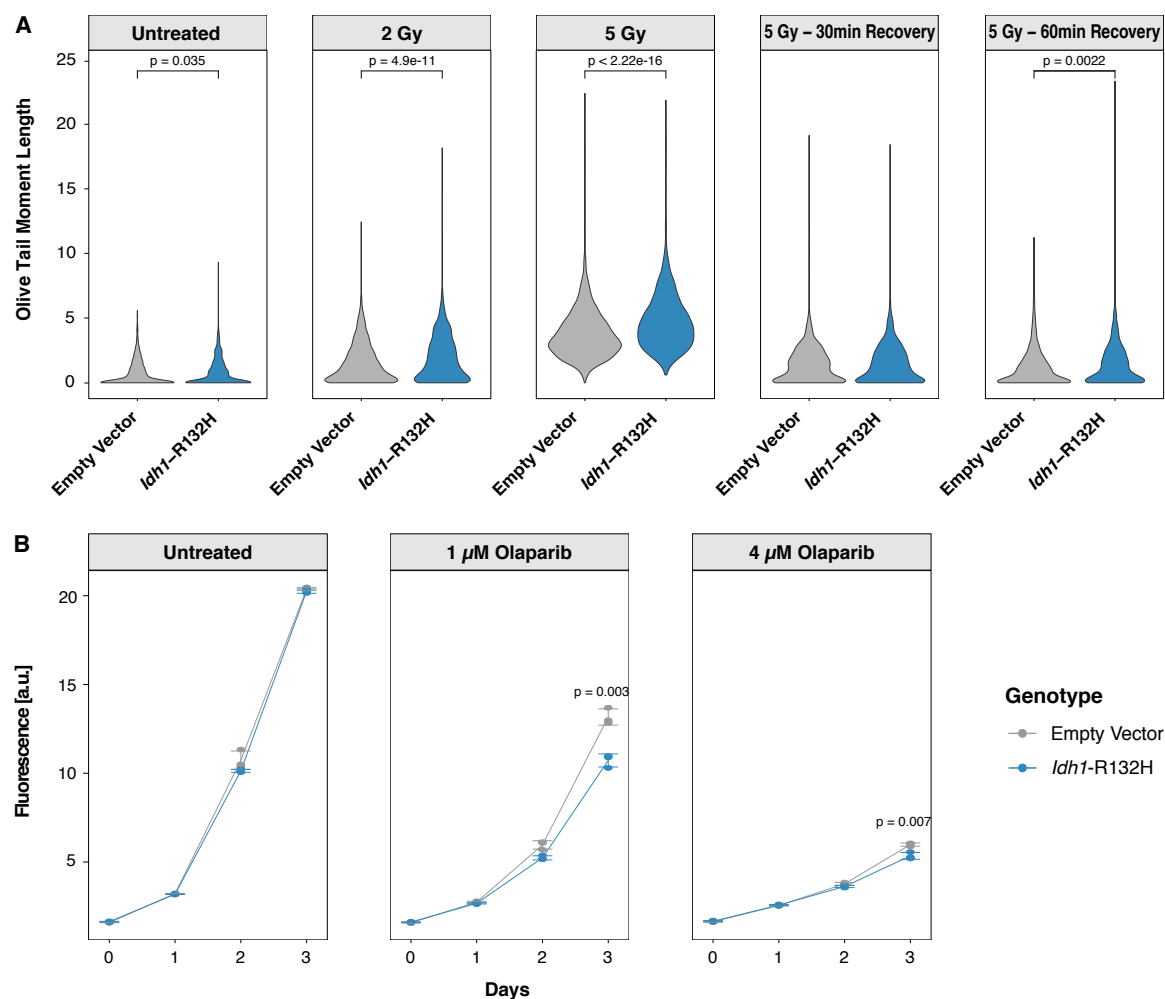 A
Untreated
2 Gy
5 Gy
5 Gy – 30min Recovery
5 Gy – 60min Recovery
p = 0.035
p = 4.9e-11
p < 2.22e-16
p = 0.0022
Olive Tail Moment Length
25
20
15
10
5
0
Empty Vector
Idh1–R132H
Empty Vector
Idh1–R132H
Empty Vector
Idh1–R132H
Empty Vector
Idh1–R132H
Empty Vector
Idh1–R132H
B
Untreated
1 µM Olaparib
4 µM Olaparib
Fluorescence [a.u.]
20
15
10
5
p = 0.003
p = 0.007
0 1 2 3
0 1 2 3
0 1 2 3
Days
Genotype
Empty Vector
Idh1-R132H